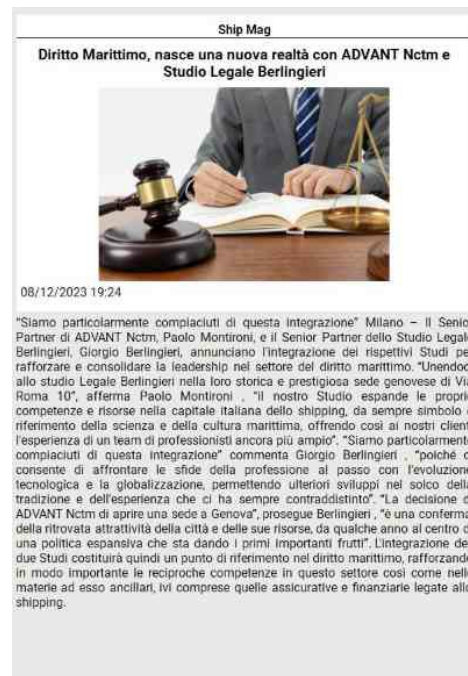 Ship Mag
Diritto Marittimo, nasce una nuova realtà con ADVANT Nctm e
Studio Legale Berlingieri
08/12/2023 19:24
"Siamo particolarmente compiaciuti di questa integrazione" Milano – Il Senio
Partner di ADVANT Nctm, Paolo Montironi, e il Senior Partner dello Studio Legale
Berlingieri, Giorgio Berlingieri, annunciano l'integrazione dei rispettivi Studi pe
rafforzare e consolidare la leadership nel settore del diritto marittimo. "Unendoc
allo studio Legale Berlingieri nella loro storica e prestigiosa sede genovese di Via
Roma 10", afferma Paolo Montironi , "il nostro Studio espande le proprie
competenze e risorse nella capitale italiana dello shipping, da sempre simbolo e
riferimento della scienza e della cultura marittima, offrendo così ai nostri client
l'esperienza di un team di professionisti ancora più ampio". "Siamo particolarmente
compiaciuti di questa integrazione" commenta Giorgio Berlingieri , "poiché c
consente di affrontare le sfide della professione al passo con l'evoluzione
tecnologica e la globalizzazione, permettendo ulteriori sviluppi nel solco della
tradizione e dell'esperienza che ci ha sempre contraddistinto". "La decisione d
ADVANT Nctm di aprire una sede a Genova", prosegue Berlingieri , "è una conferma
della ritrovata attrattività della città e delle sue risorse, da qualche anno al centro d
una politica espansiva che sta dando i primi importanti frutti". L'integrazione de
due Studi costituirà quindi un punto di riferimento nel diritto marittimo, rafforzando
in modo importante le reciproche competenze in questo settore così come nelle
materie ad esso ancillari, ivi comprese quelle assicurative e finanziarie legate allo
shipping.